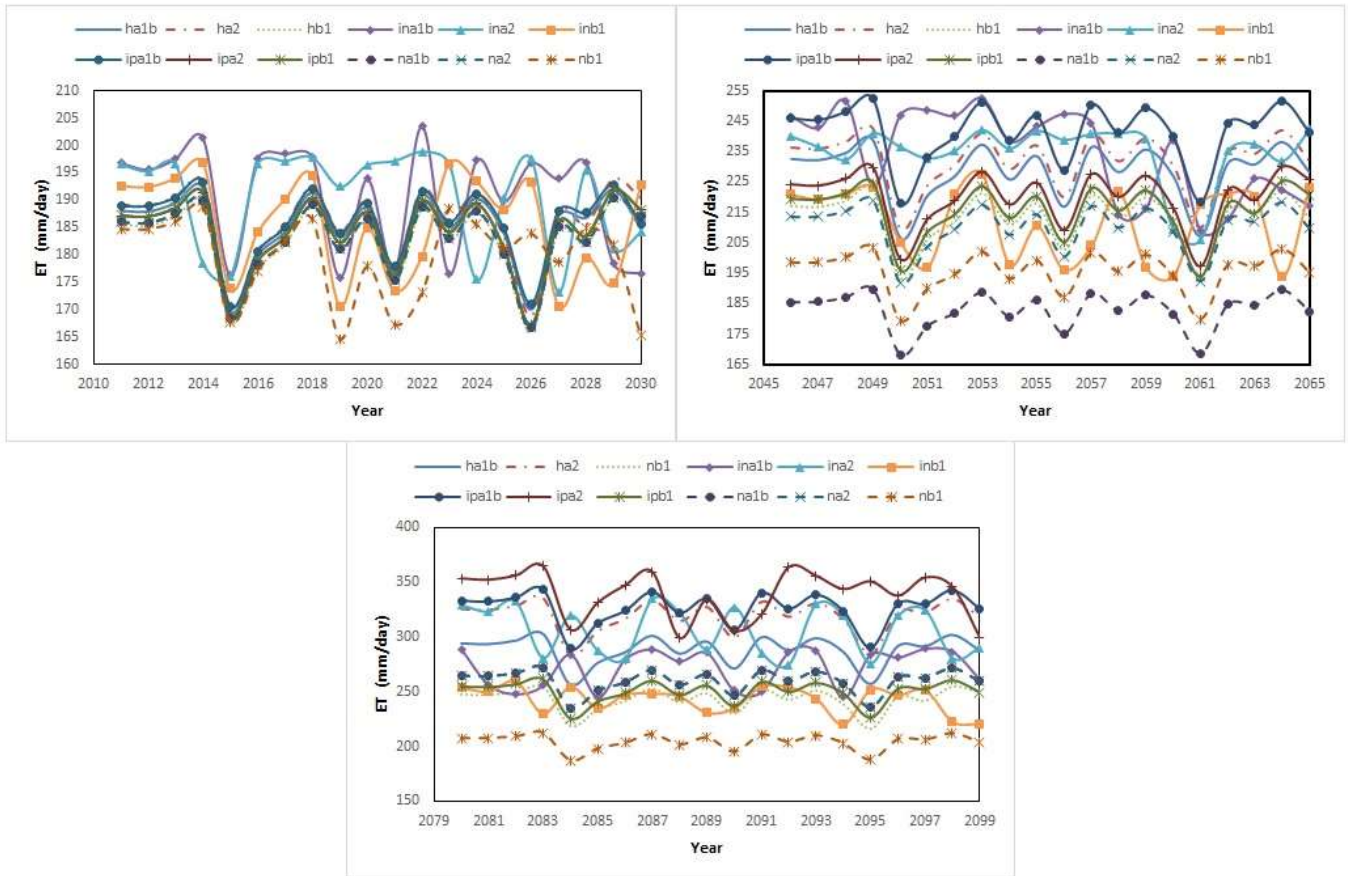 ha1b ha2 hb1 ina1b ina2 inb1
ipa1b ipa2 ipb1 na1b na2 nb1
210
205
200
195
190
185
180
175
170
165
160
ET (mm/day)
2010 2012 2014 2016 2018 2020 2022 2024 2026 2028 2030
Year
ha1b ha2 hb1 ina1b ina2 inb1
ipa1b ipa2 ipb1 na1b na2 nb1
255
245
235
225
215
205
195
185
175
165
ET (mm/day)
2045 2047 2049 2051 2053 2055 2057 2059 2061 2063 2065
Year
ha1b ha2 nb1 ina1b ina2 inb1
ipa1b ipa2 ipb1 na1b na2 nb1
400
350
300
250
200
150
ET (mm/day)
2079 2081 2083 2085 2087 2089 2091 2093 2095 2097 2099
Year